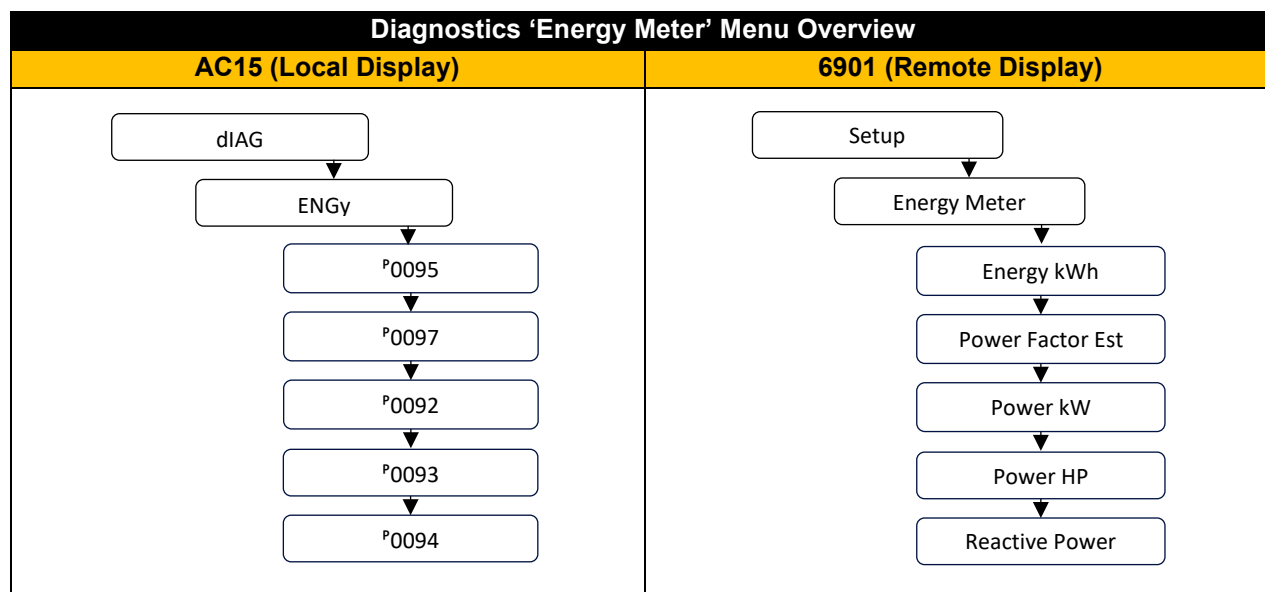 Diagnostics ‘Energy Meter’ Menu Overview
AC15 (Local Display)
6901 (Remote Display)
dIAG
ENGy
ᴾ0095
ᴾ0097
ᴾ0092
ᴾ0093
ᴾ0094
Setup
Energy Meter
Energy kWh
Power Factor Est
Power kW
Power HP
Reactive Power